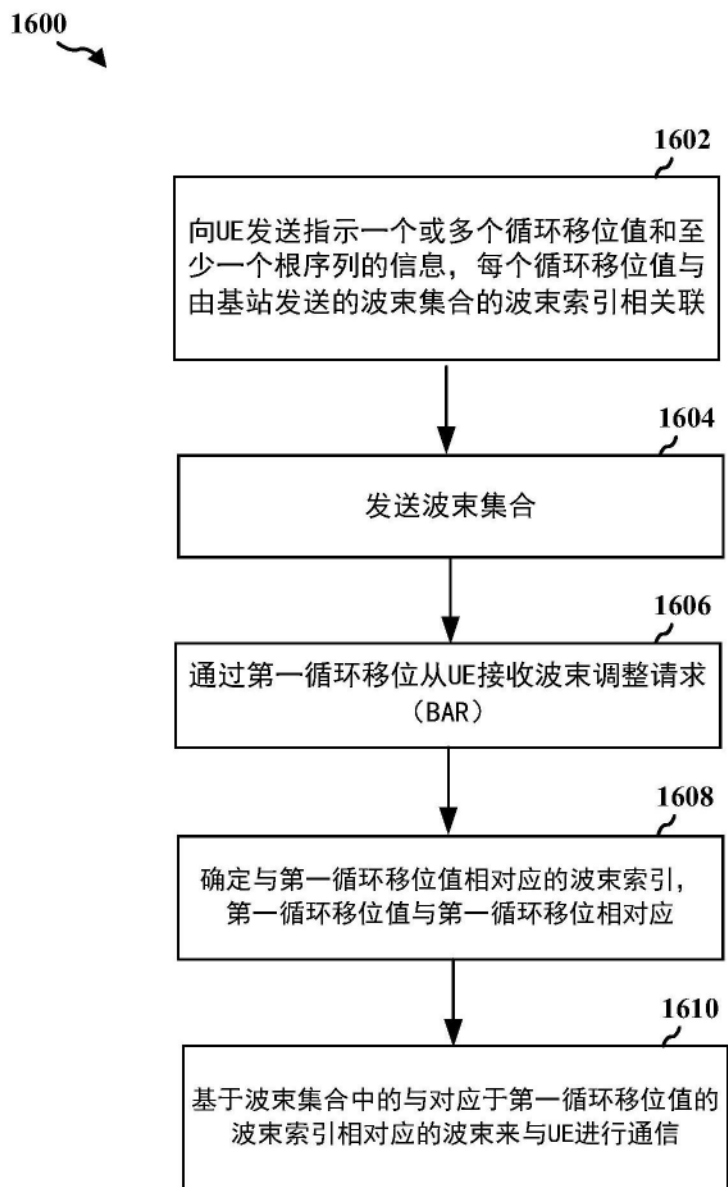 1600
1602
向UE发送指示一个或多个循环移位值和至
少一个根序列的信息，每个循环移位值与
由基站发送的波束集合的波束索引相关联
1604
发送波束集合
1606
通过第一循环移位从UE接收波束调整请求
（BAR）
1608
确定与第一循环移位值相对应的波束索引，
第一循环移位值与第一循环移位相对应
1610
基于波束集合中的与对应于第一循环移位值的
波束索引相对应的波束来与UE进行通信